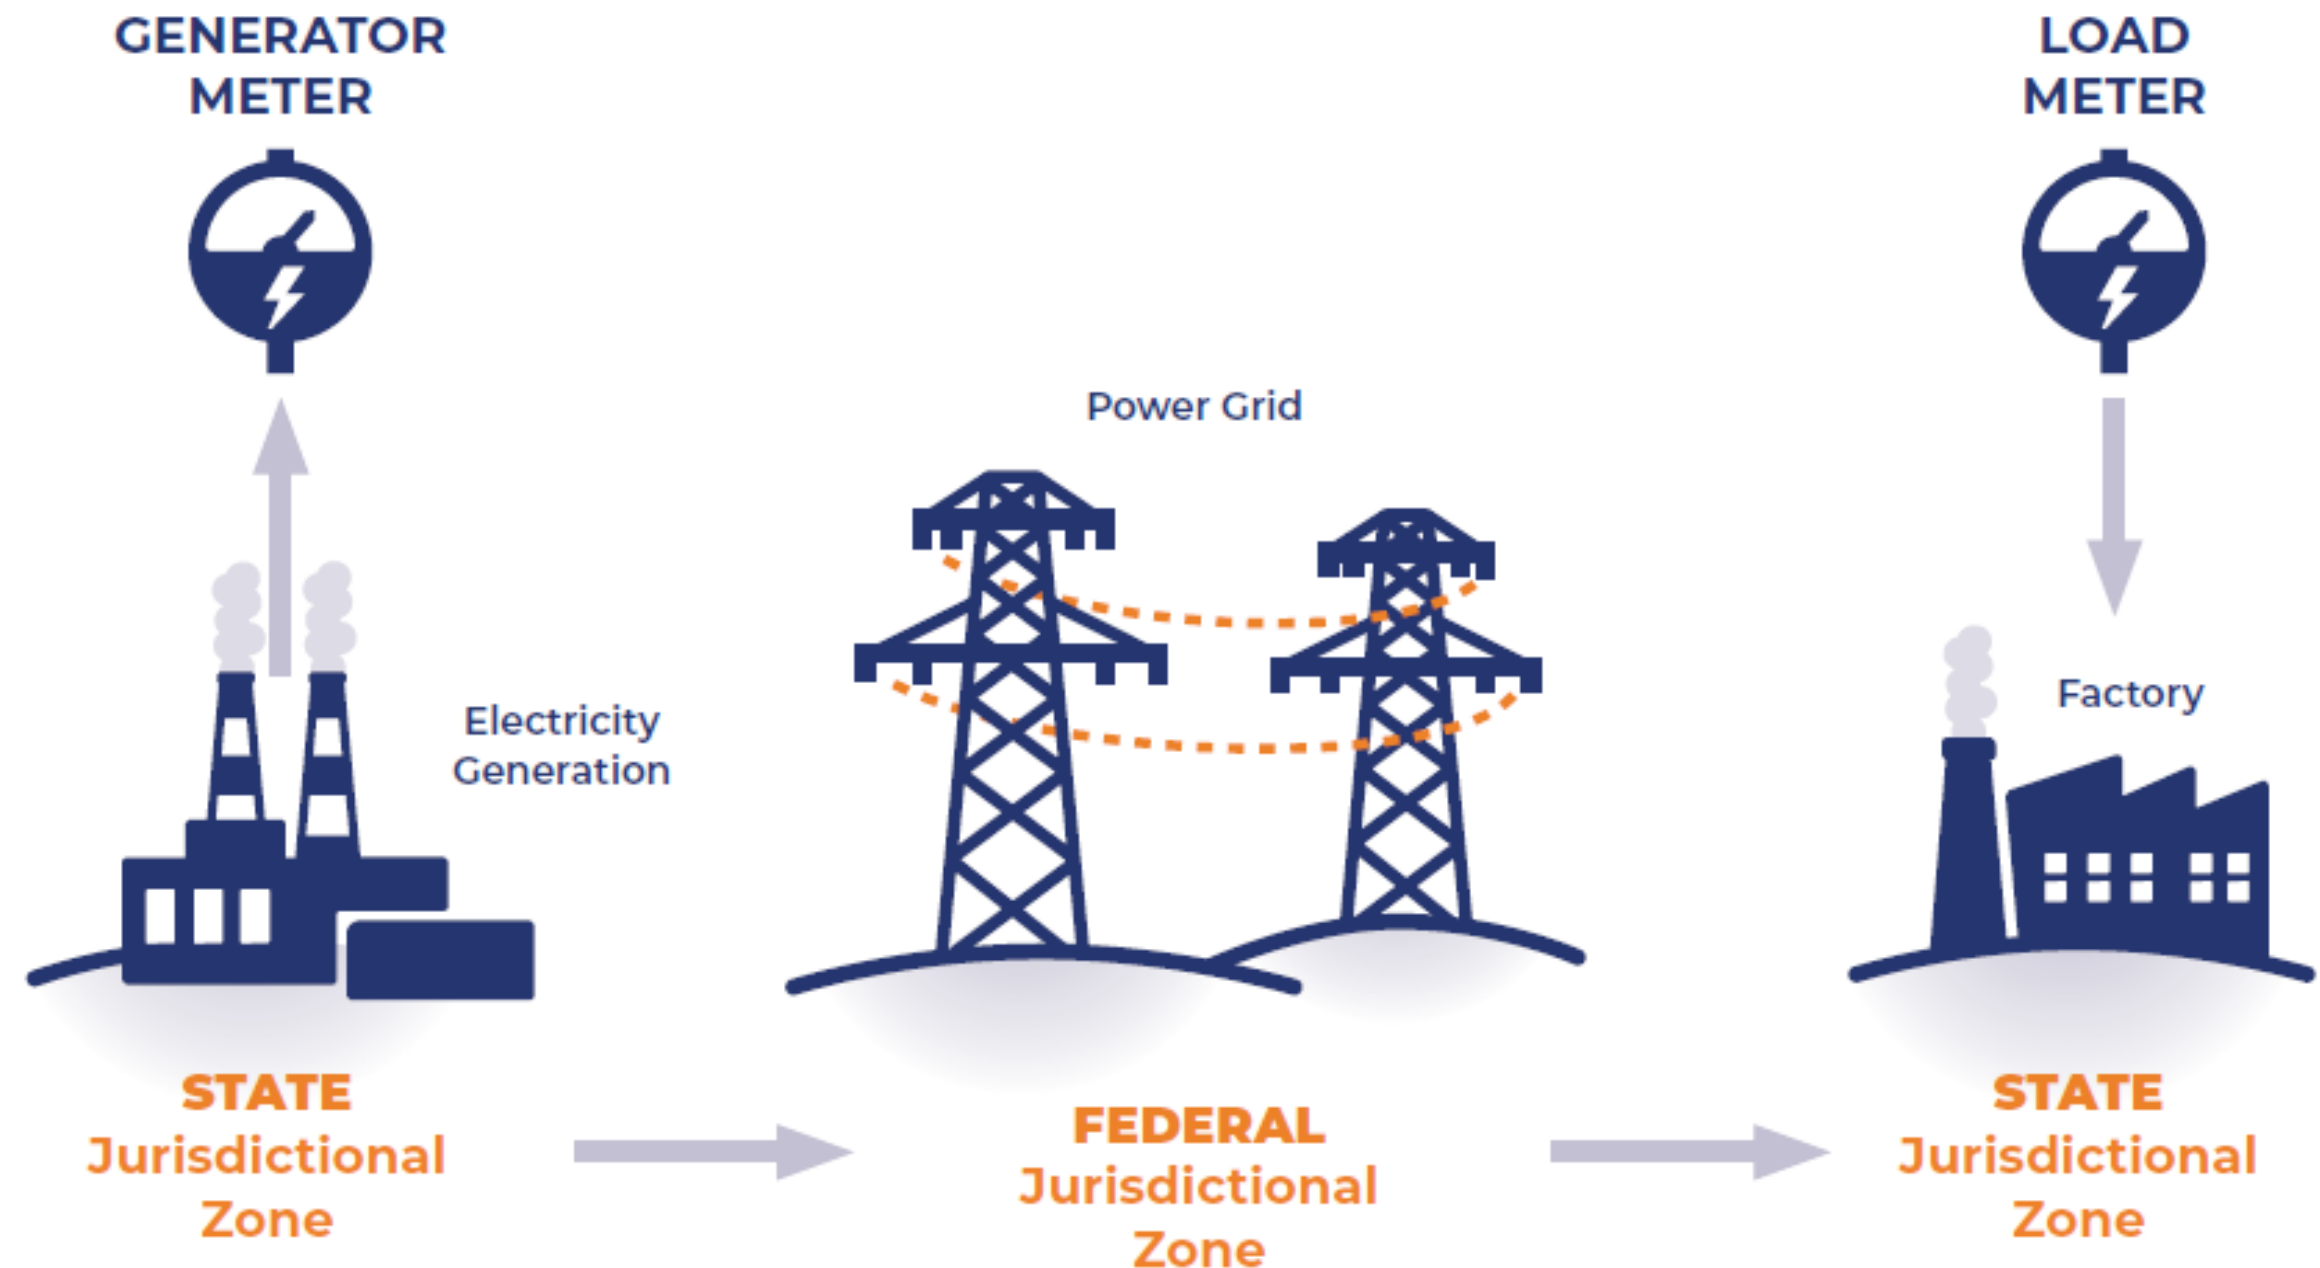 GENERATOR
METER
LOAD
METER
Power Grid
Electricity
Generation
Factory
STATE
Jurisdictional
Zone
FEDERAL
Jurisdictional
Zone
STATE
Jurisdictional
Zone